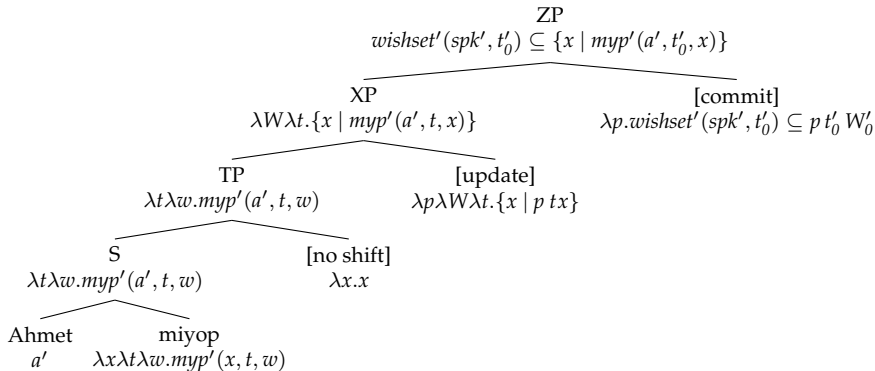 ZP
wishset′(spk′, t′₀) ⊆ {x | myp′(a′, t′₀, x)}
XP [commit]
λWλt.{x | myp′(a′, t, x)} λp.wishset′(spk′, t′₀) ⊆ p t′₀ W′₀
TP [update]
λtλw.myp′(a′, t, w) λpλWλt.{x | p tx}
S [no shift]
λtλw.myp′(a′, t, w) λx.x
Ahmet miyop
a′ λxλtλw.myp′(x, t, w)